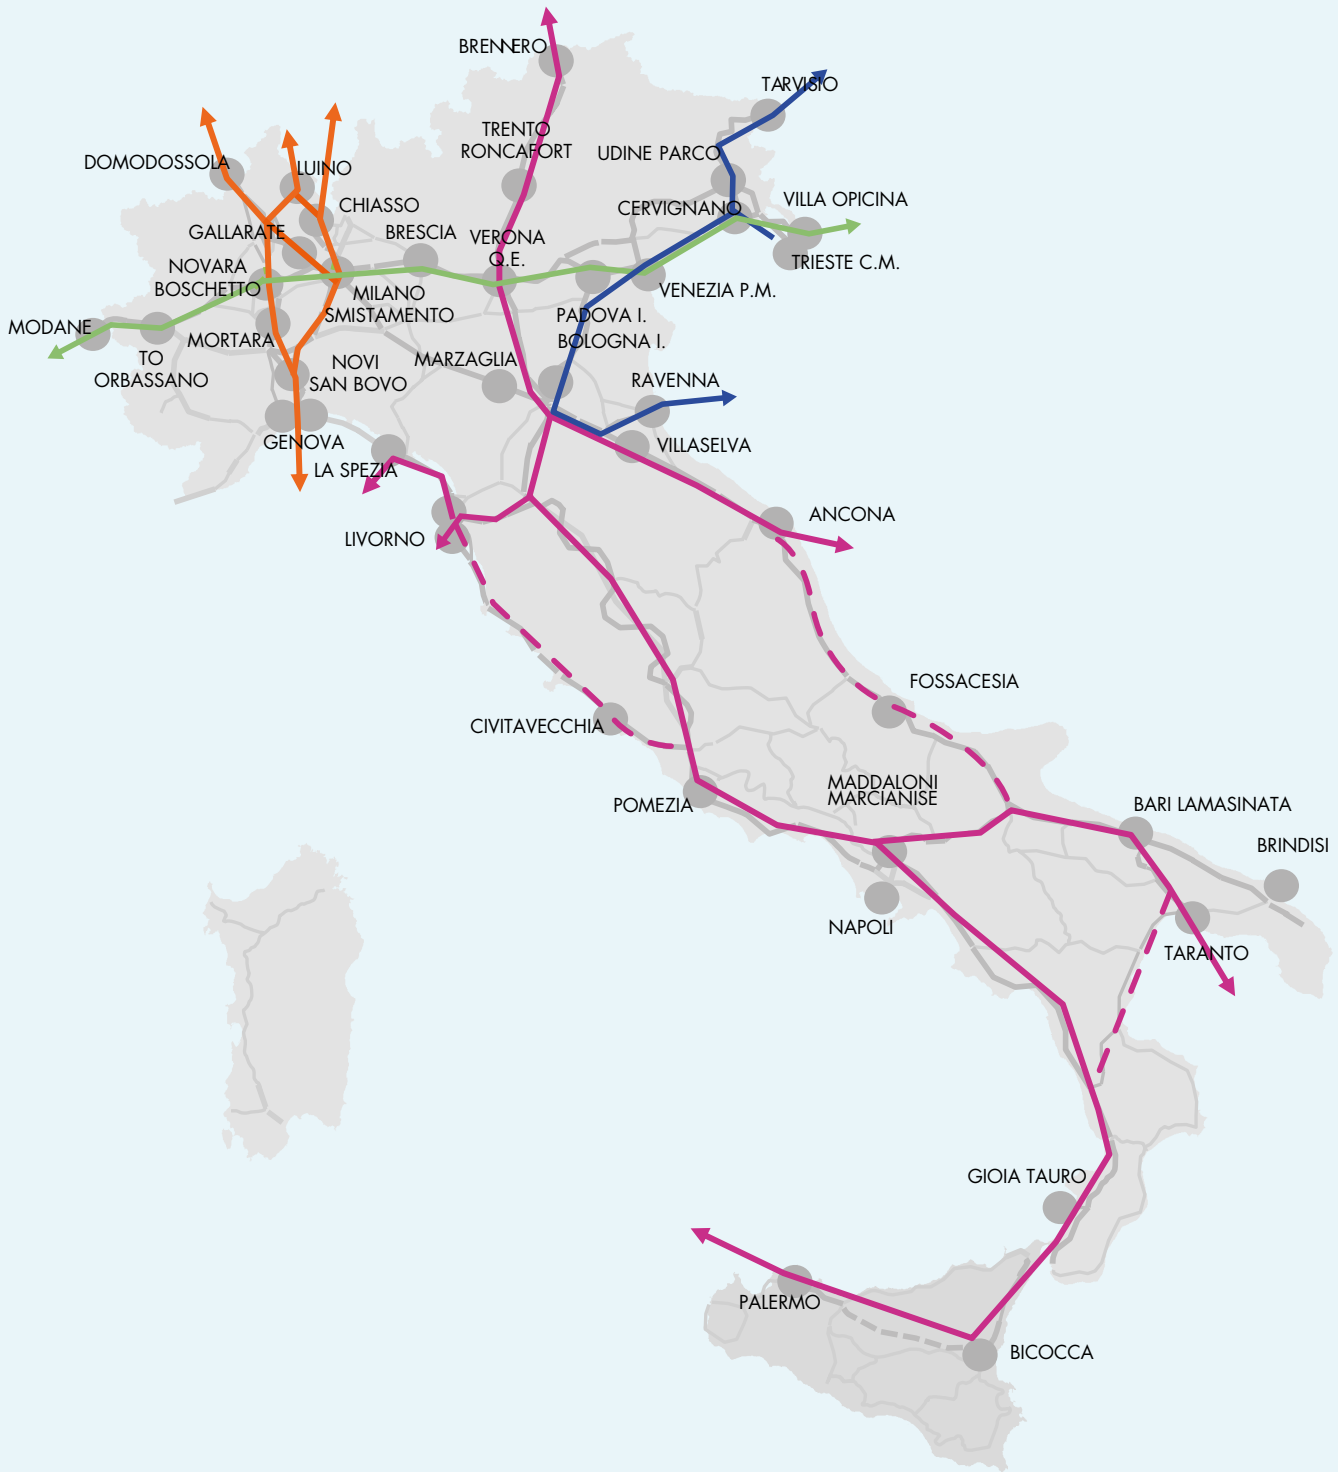 BRENNERO
TARVISIO
TRENTO
RONCAFORT
UDINE PARCO
DOMODOSSOLA
LUINO
CHIASSO
VILLA OPICINA
CERVIGNANO
GALLARATE
BRESCIA
VERONA
Q.E.
TRIESTE C.M.
NOVARA
BOSCHETTO
MILANO
SMISTAMENTO
VENEZIA P.M.
PADOVA I.
MODANE
MORTARA
BOLOGNA I.
TO
ORBASSANO
NOVI
SAN BOVO
MARZAGLIA
RAVENNA
GENOVA
VILLASELVA
LA SPEZIA
ANCONA
LIVORNO
FOSSACESIA
CIVITAVECCHIA
MADDALONI
MARCIANISE
POMEZIA
BARI LAMASINATA
BRINDISI
NAPOLI
TARANTO
GIOIA TAURO
PALERMO
BICOCCA